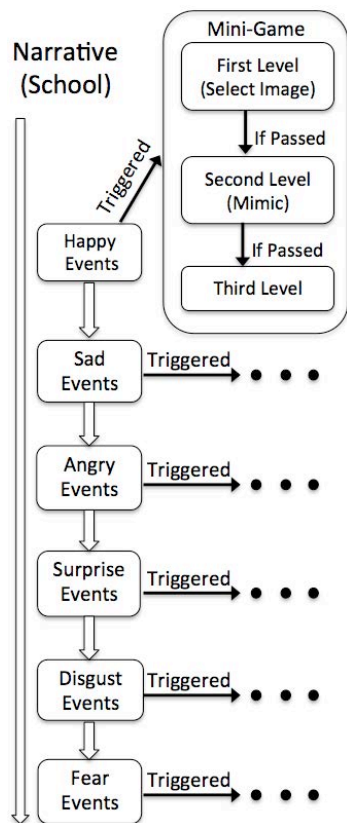 Narrative
(School)
Mini-Game
First Level
(Select Image)
If Passed
Second Level
(Mimic)
If Passed
Third Level
Triggered
Happy
Events
Sad
Events
Triggered
Angry
Events
Triggered
Surprise
Events
Triggered
Disgust
Events
Triggered
Fear
Events
Triggered